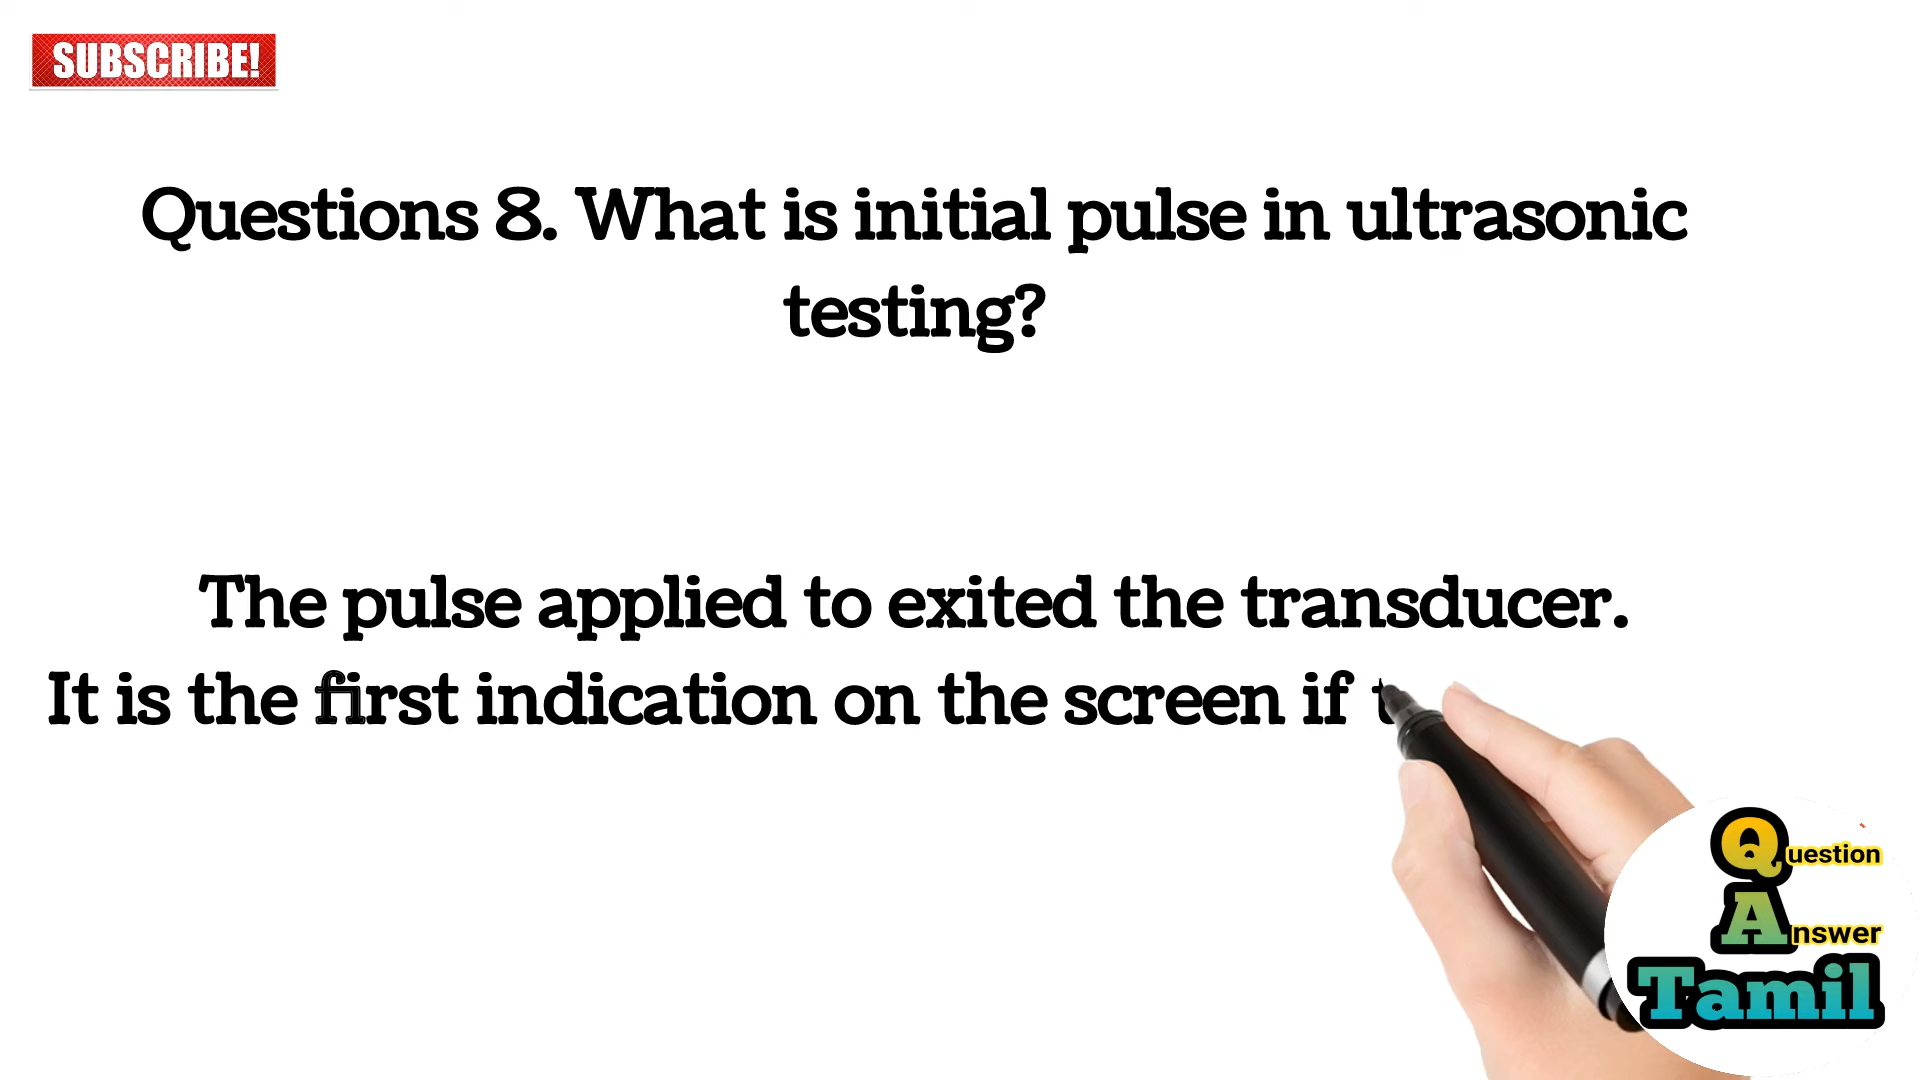 SUBSCRIBE!
Questions 8. What is initial pulse in ultrasonic
testing?
The pulse applied to exited the transducer.
It is the first indication on the screen if
Question
Answer
Tamil